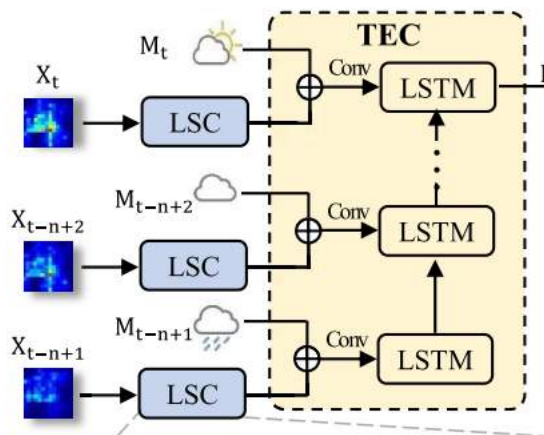 TEC
M_t
X_t
LSC
Conv
LSTM
M_{t-n+2}
X_{t-n+2}
LSC
Conv
LSTM
M_{t-n+1}
X_{t-n+1}
LSC
Conv
LSTM